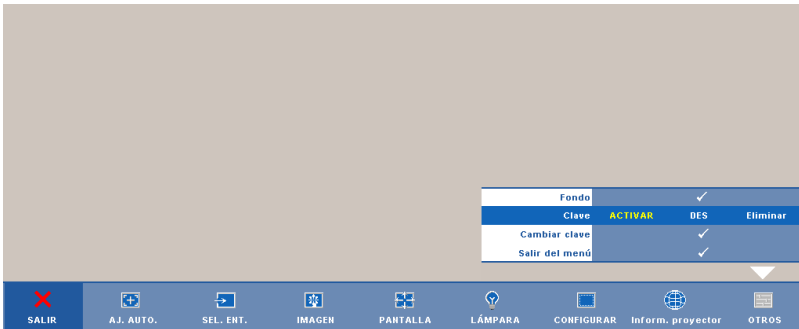 Fondo
Clave ACTIVAR DES Eliminar
Cambiar clave
Salir del menú
SALIR AJ. AUTO. SEL. ENT. IMAGEN PANTALLA LÁMPARA CONFIGURAR Inform. proyector OTROS